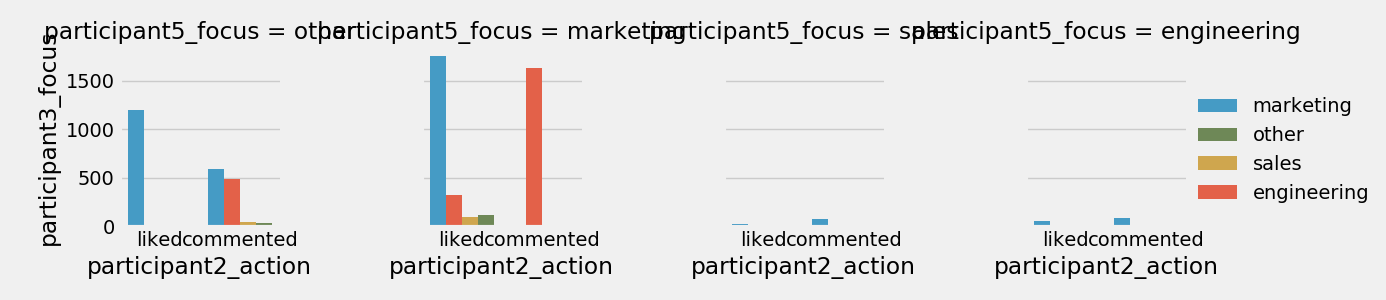 participant5_focus = other
participant5_focus = marketing
participant5_focus = sales
participant5_focus = engineering
participant3_focus
1500
1000
500
0
liked commented
liked commented
liked commented
liked commented
participant2_action
participant2_action
participant2_action
participant2_action
marketing
other
sales
engineering